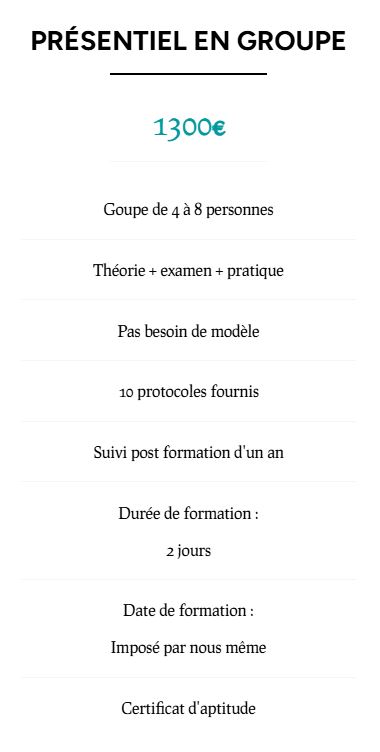 PRÉSENTIEL EN GROUPE
1300€
Goupe de 4 à 8 personnes
Théorie + examen + pratique
Pas besoin de modèle
10 protocoles fournis
Suivi post formation d'un an
Durée de formation :
2 jours
Date de formation :
Imposé par nous même
Certificat d'aptitude